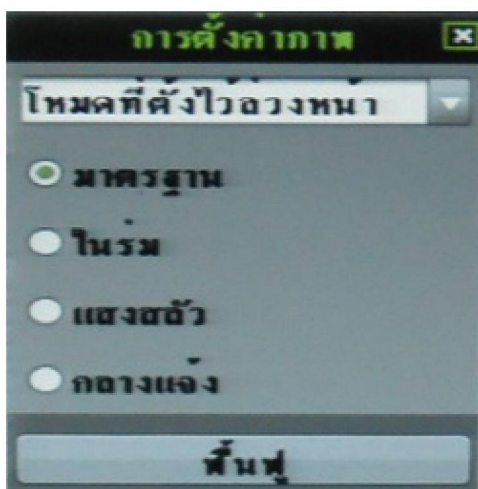 การตั้งค่าภาพ
โหมดที่ตั้งไว้ล่วงหน้า
มาตรฐาน
ในร่ม
แสงสลัว
กลางแจ้ง
ฟื้นฟู